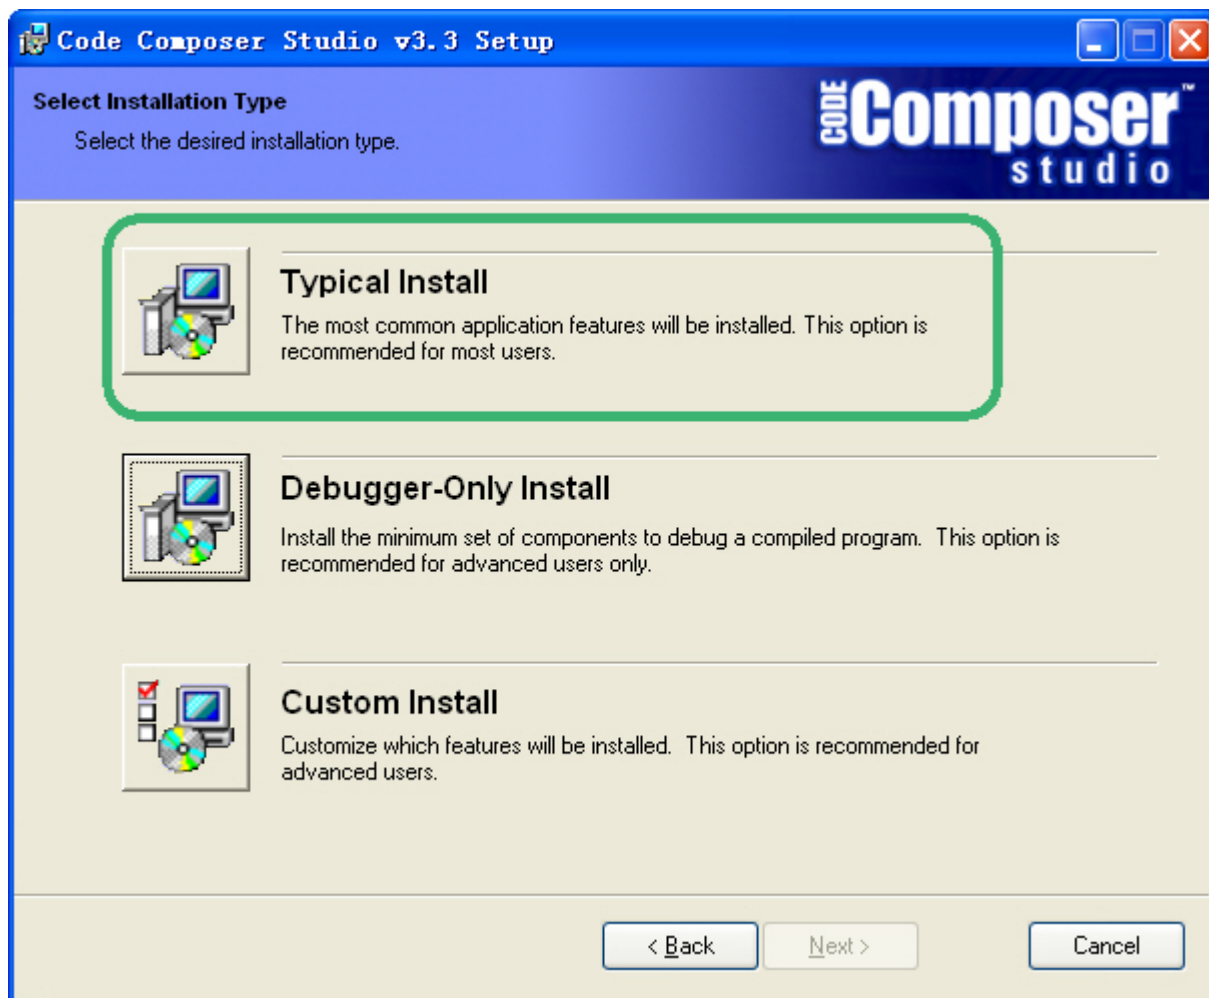 Code Composer Studio v3.3 Setup
Select Installation Type
Select the desired installation type.
CODE Composer™
studio
Typical Install
The most common application features will be installed. This option is
recommended for most users.
Debugger-Only Install
Install the minimum set of components to debug a compiled program.  This option is
recommended for advanced users only.
Custom Install
Customize which features will be installed.  This option is recommended for
advanced users.
< Back
Next >
Cancel